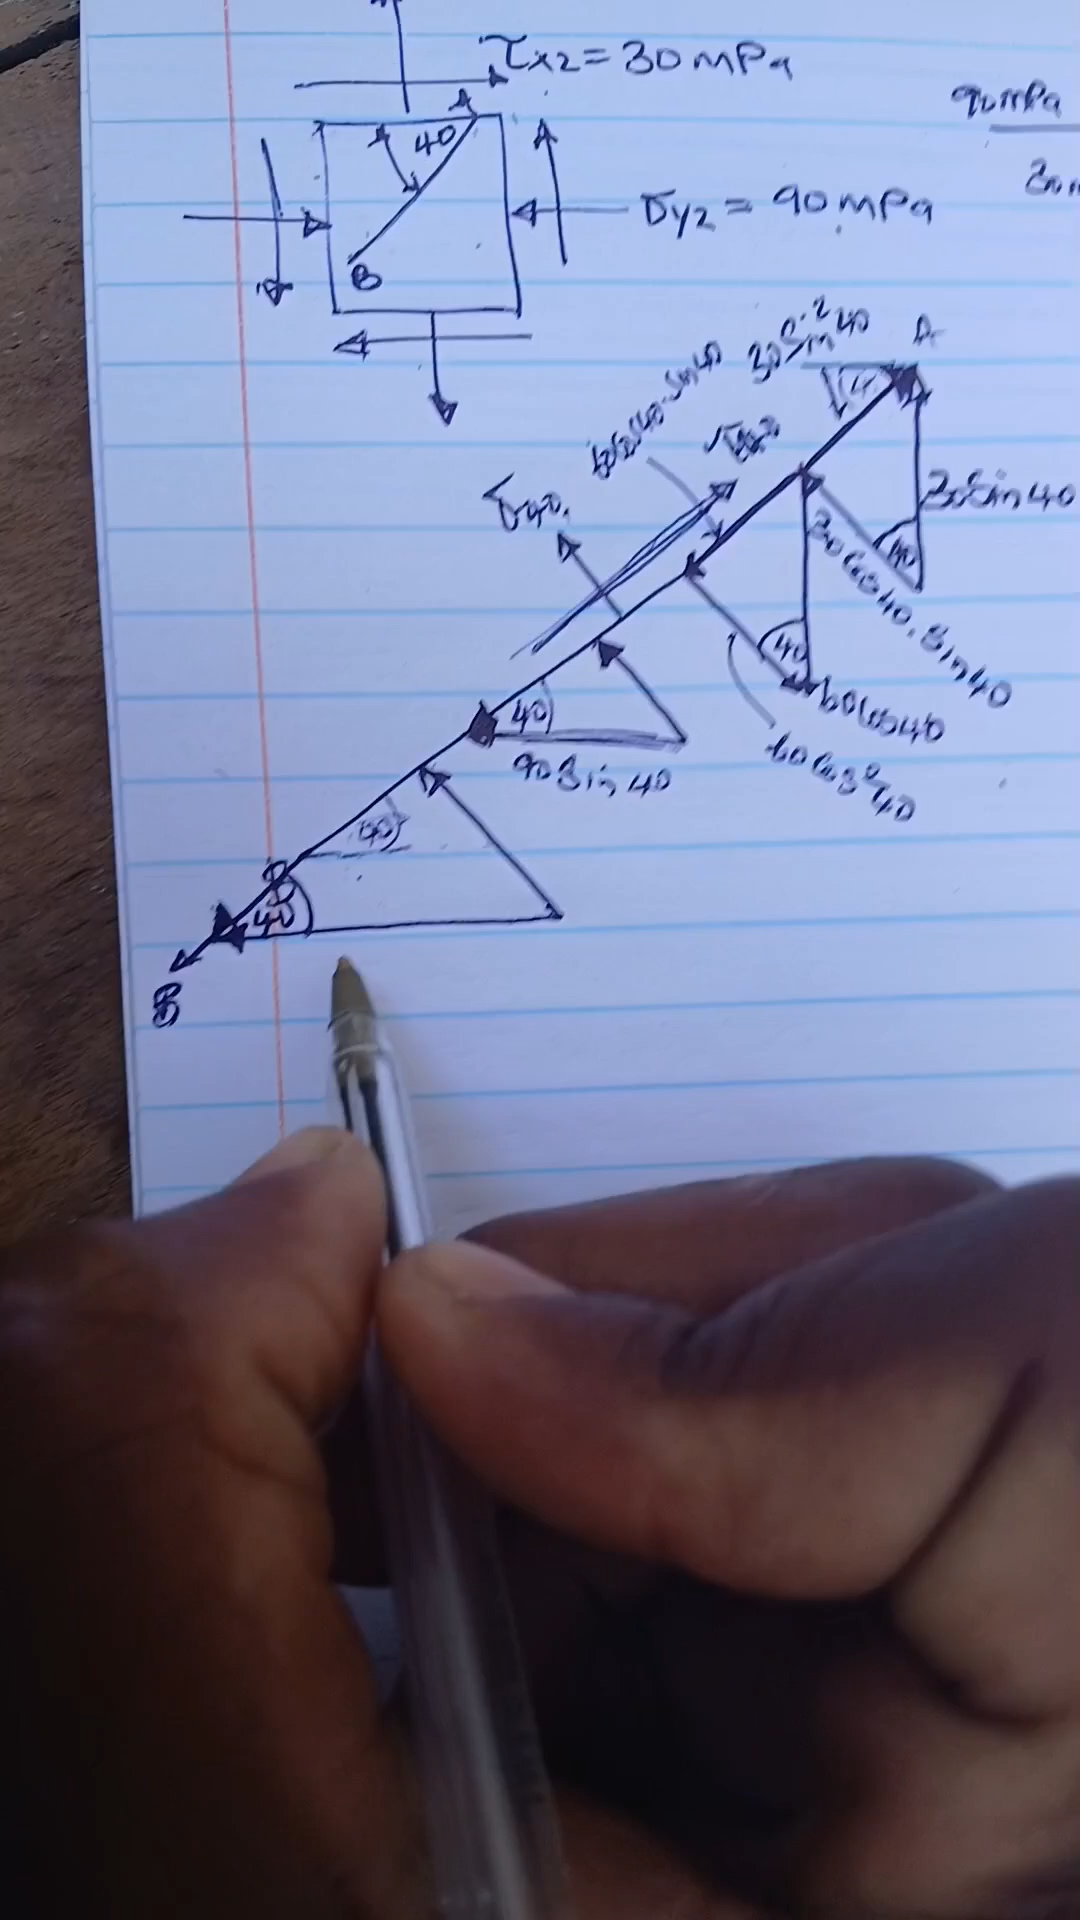 τxz = 30 mPa
90 mPa
A
40
σyz = 90 mPa
B
30 Sin² 40
A
60 Cos 40 . Sin 40
30 Sin 40
40
30 Cos 40 . Sin 40
40
60 Cos 40
40
90 Sin 40
60 Cos² 40
40
40
B